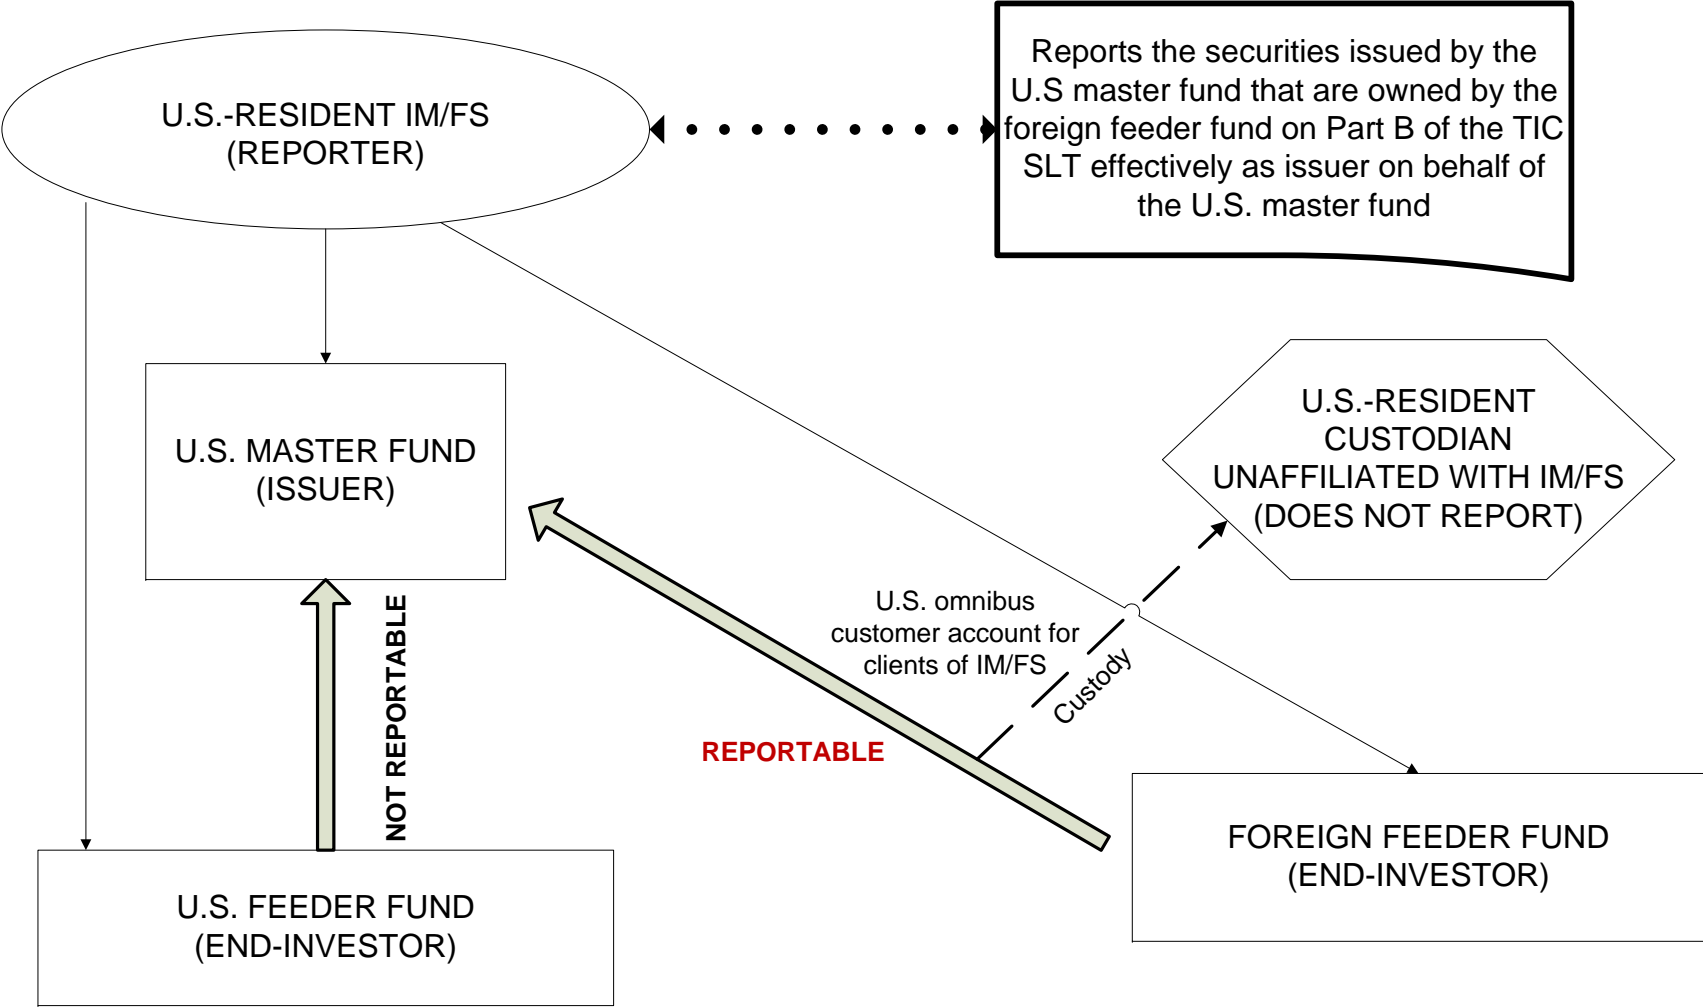 U.S.-RESIDENT IM/FS
(REPORTER)
Reports the securities issued by the
U.S master fund that are owned by the
foreign feeder fund on Part B of the TIC
SLT effectively as issuer on behalf of
the U.S. master fund
U.S. MASTER FUND
(ISSUER)
U.S.-RESIDENT
CUSTODIAN
UNAFFILIATED WITH IM/FS
(DOES NOT REPORT)
U.S. omnibus
customer account for
clients of IM/FS
Custody
NOT REPORTABLE
REPORTABLE
U.S. FEEDER FUND
(END-INVESTOR)
FOREIGN FEEDER FUND
(END-INVESTOR)